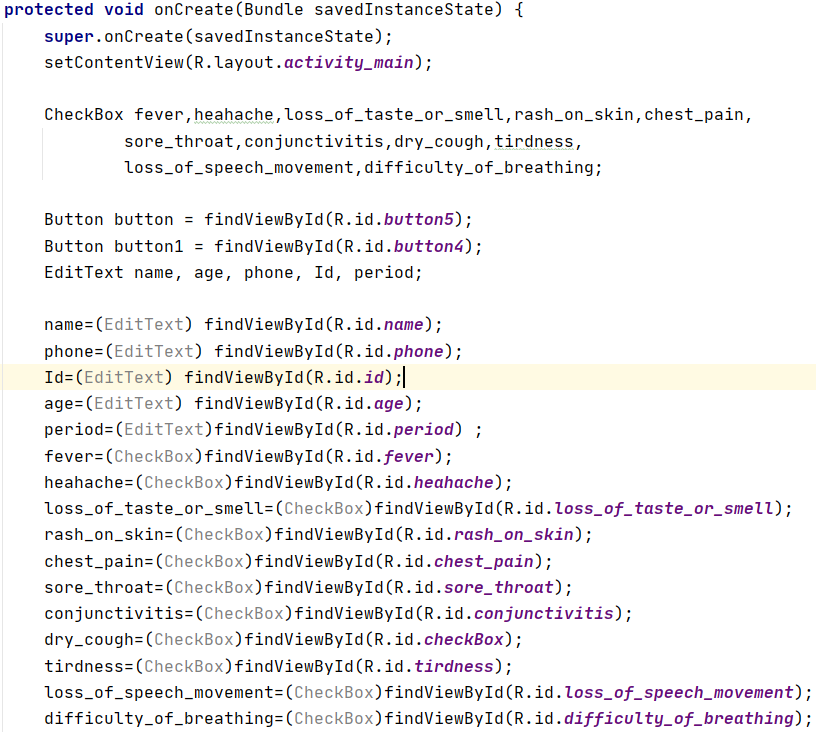 protected void onCreate(Bundle savedInstanceState) {
super.onCreate(savedInstanceState);
setContentView(R.layout.activity_main);
CheckBox fever,heahache,loss_of_taste_or_smell,rash_on_skin,chest_pain,
sore_throat,conjunctivitis,dry_cough,tirdness,
loss_of_speech_movement,difficulty_of_breathing;
Button button = findViewById(R.id.button5);
Button button1 = findViewById(R.id.button4);
EditText name, age, phone, Id, period;
name=(EditText) findViewById(R.id.name);
phone=(EditText) findViewById(R.id.phone);
Id=(EditText) findViewById(R.id.id);
age=(EditText) findViewById(R.id.age);
period=(EditText)findViewById(R.id.period) ;
fever=(CheckBox)findViewById(R.id.fever);
heahache=(CheckBox)findViewById(R.id.heahache);
loss_of_taste_or_smell=(CheckBox)findViewById(R.id.loss_of_taste_or_smell);
rash_on_skin=(CheckBox)findViewById(R.id.rash_on_skin);
chest_pain=(CheckBox)findViewById(R.id.chest_pain);
sore_throat=(CheckBox)findViewById(R.id.sore_throat);
conjunctivitis=(CheckBox)findViewById(R.id.conjunctivitis);
dry_cough=(CheckBox)findViewById(R.id.checkBox);
tirdness=(CheckBox)findViewById(R.id.tirdness);
loss_of_speech_movement=(CheckBox)findViewById(R.id.loss_of_speech_movement);
difficulty_of_breathing=(CheckBox)findViewById(R.id.difficulty_of_breathing);